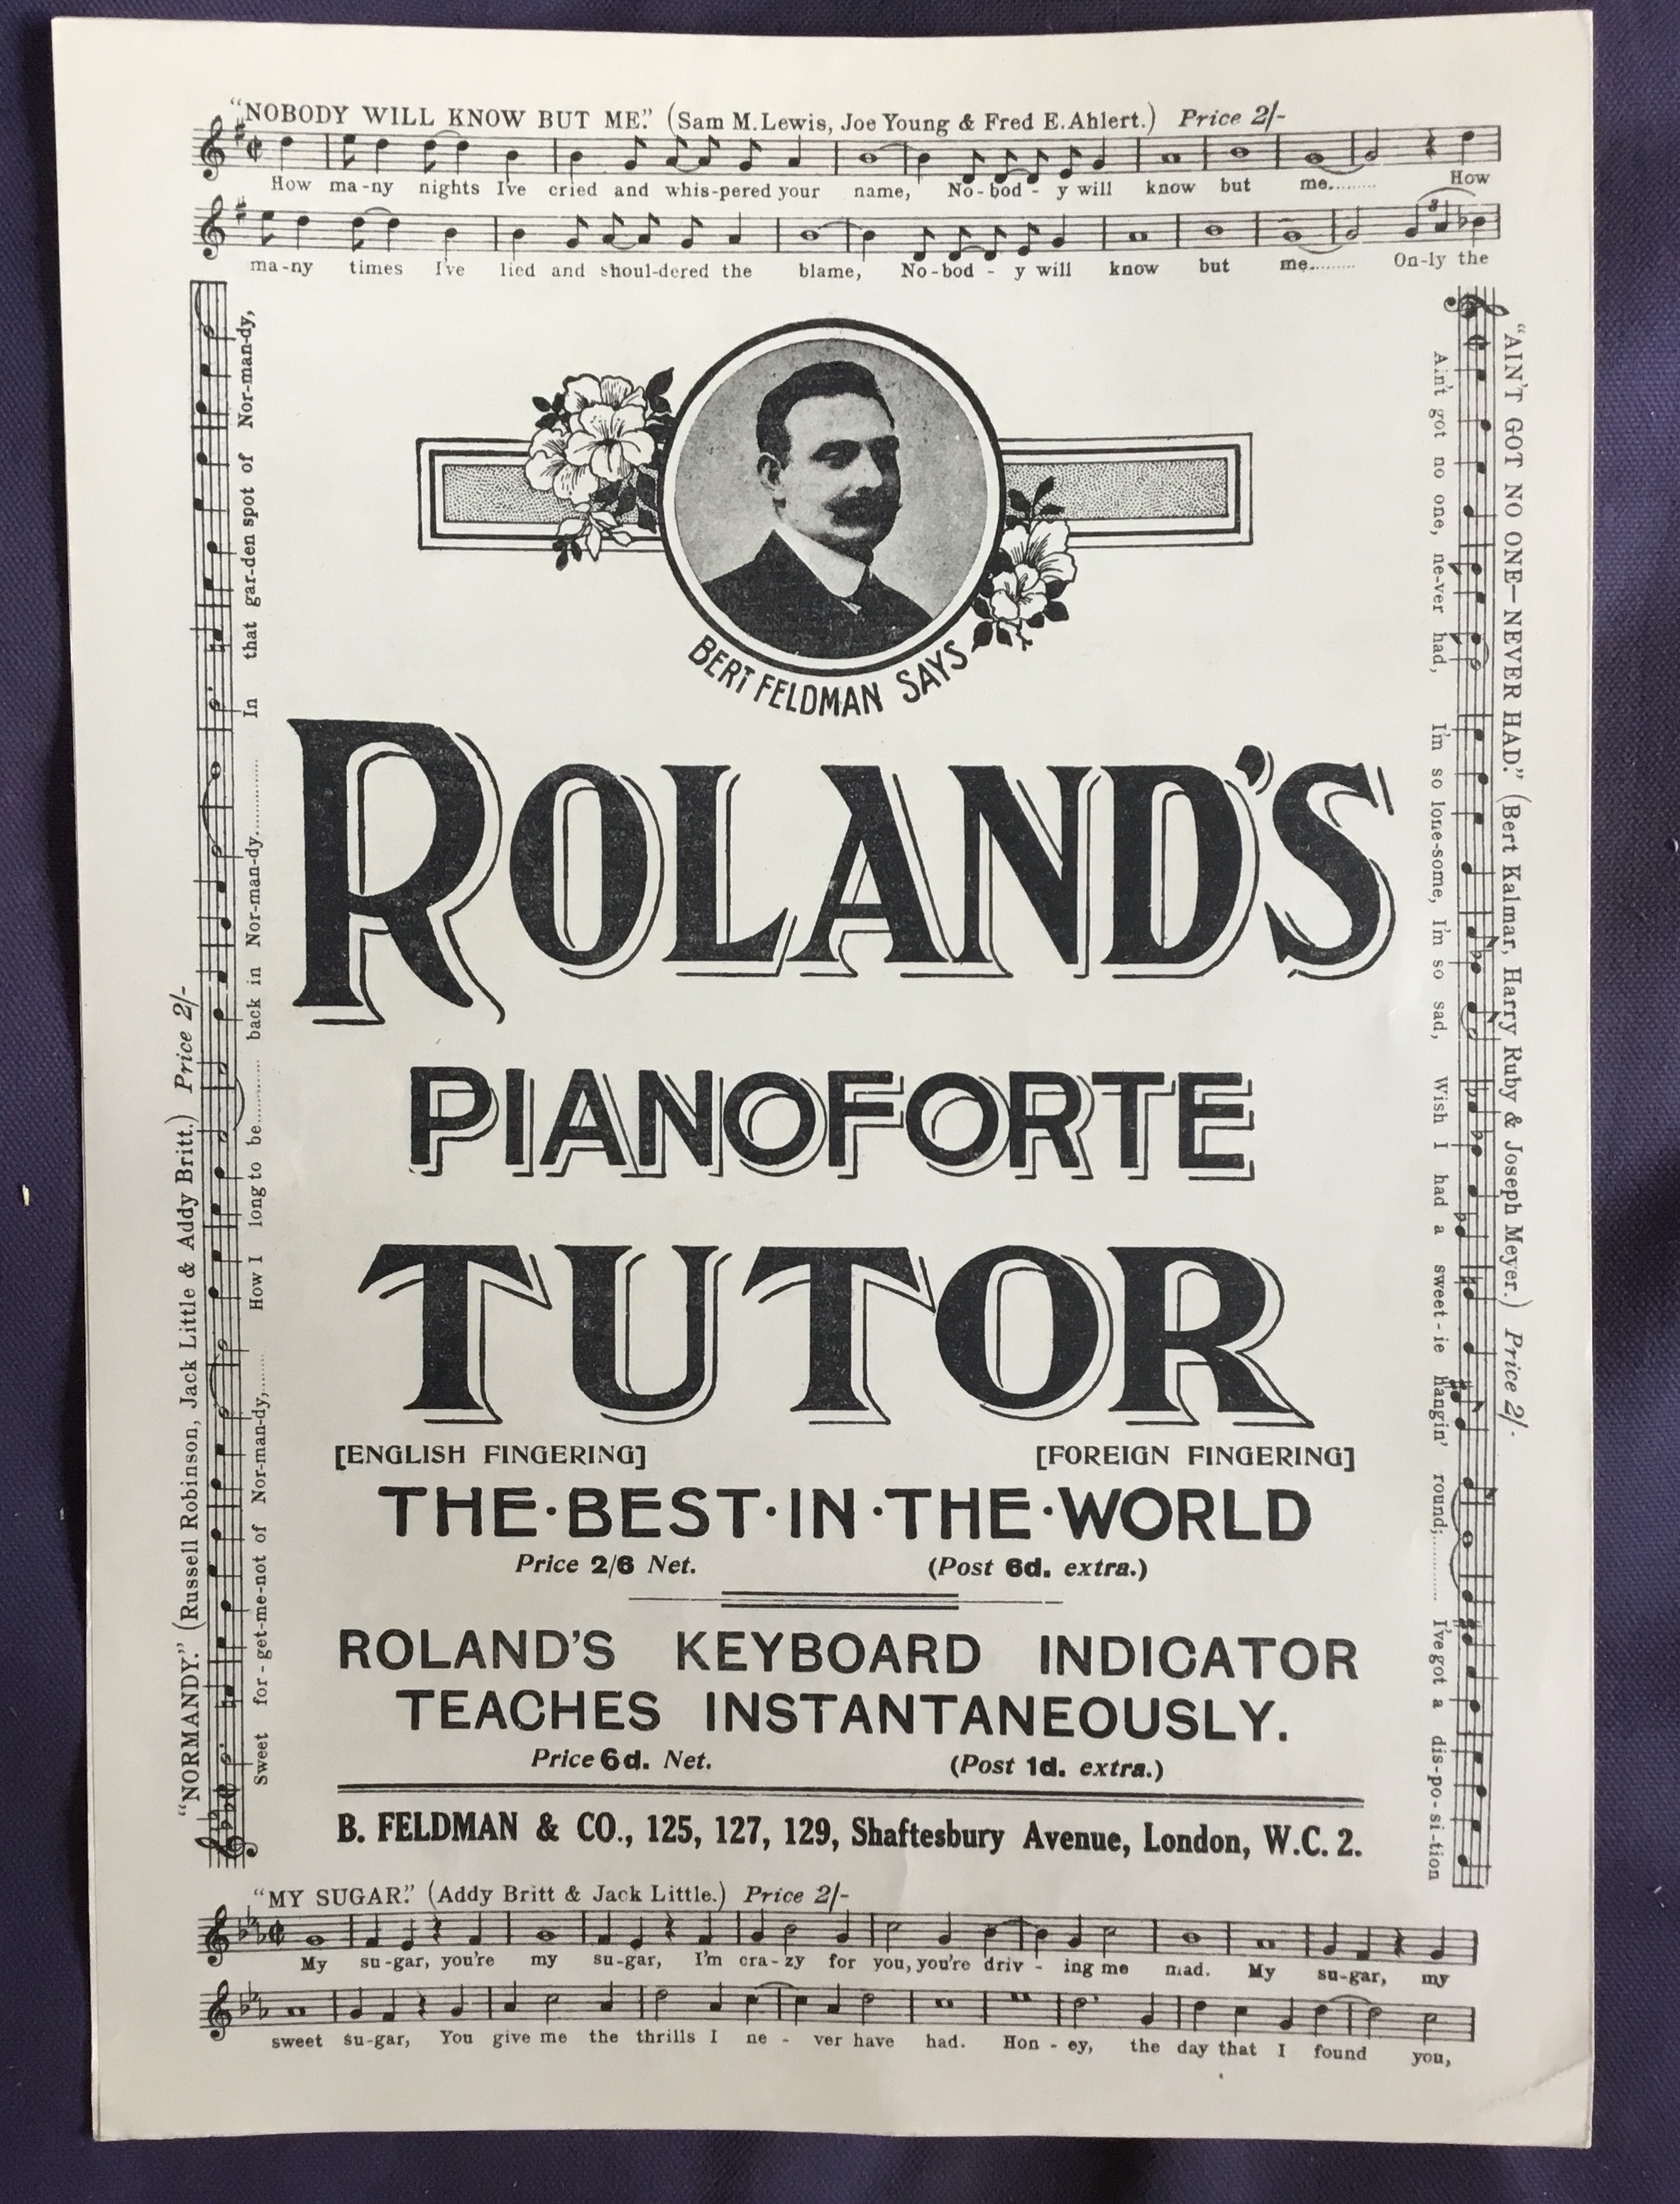 "NOBODY WILL KNOW BUT ME." (Sam M. Lewis, Joe Young & Fred E. Ahlert.) Price 2/-
How ma-ny nights I've cried and whis-pered your name, No-bod-y will know but me......... How
ma-ny times I've lied and shoul-dered the blame, No-bod-y will know but me......... On-ly the
"NORMANDY." (Russell Robinson, Jack Little & Addy Britt.) Price 2/-
Sweet for-get-me-not of Nor-man-dy,....... How I long to be........... back in Nor-man-dy............. In that gar-den spot of Nor-man-dy,
BERT FELDMAN SAYS
ROLAND'S
PIANOFORTE
TUTOR
[ENGLISH FINGERING] [FOREIGN FINGERING]
THE·BEST·IN·THE·WORLD
Price 2/6 Net. (Post 6d. extra.)
ROLAND'S KEYBOARD INDICATOR
TEACHES INSTANTANEOUSLY.
Price 6d. Net. (Post 1d. extra.)
B. FELDMAN & CO., 125, 127, 129, Shaftesbury Avenue, London, W.C. 2.
"AIN'T GOT NO ONE—NEVER HAD." (Bert Kalmar, Harry Ruby & Joseph Meyer.) Price 2/-
Ain't got no one, ne-ver had, I'm so lone-some, I'm so sad, Wish I had a sweet-ie hangin' round;.......... I've got a dis-po-si-tion
"MY SUGAR." (Addy Britt & Jack Little.) Price 2/-
My su-gar, you're my su-gar, I'm cra-zy for you, you're driv-ing me mad. My su-gar, my
sweet su-gar, You give me the thrills I ne-ver have had. Hon-ey, the day that I found you,